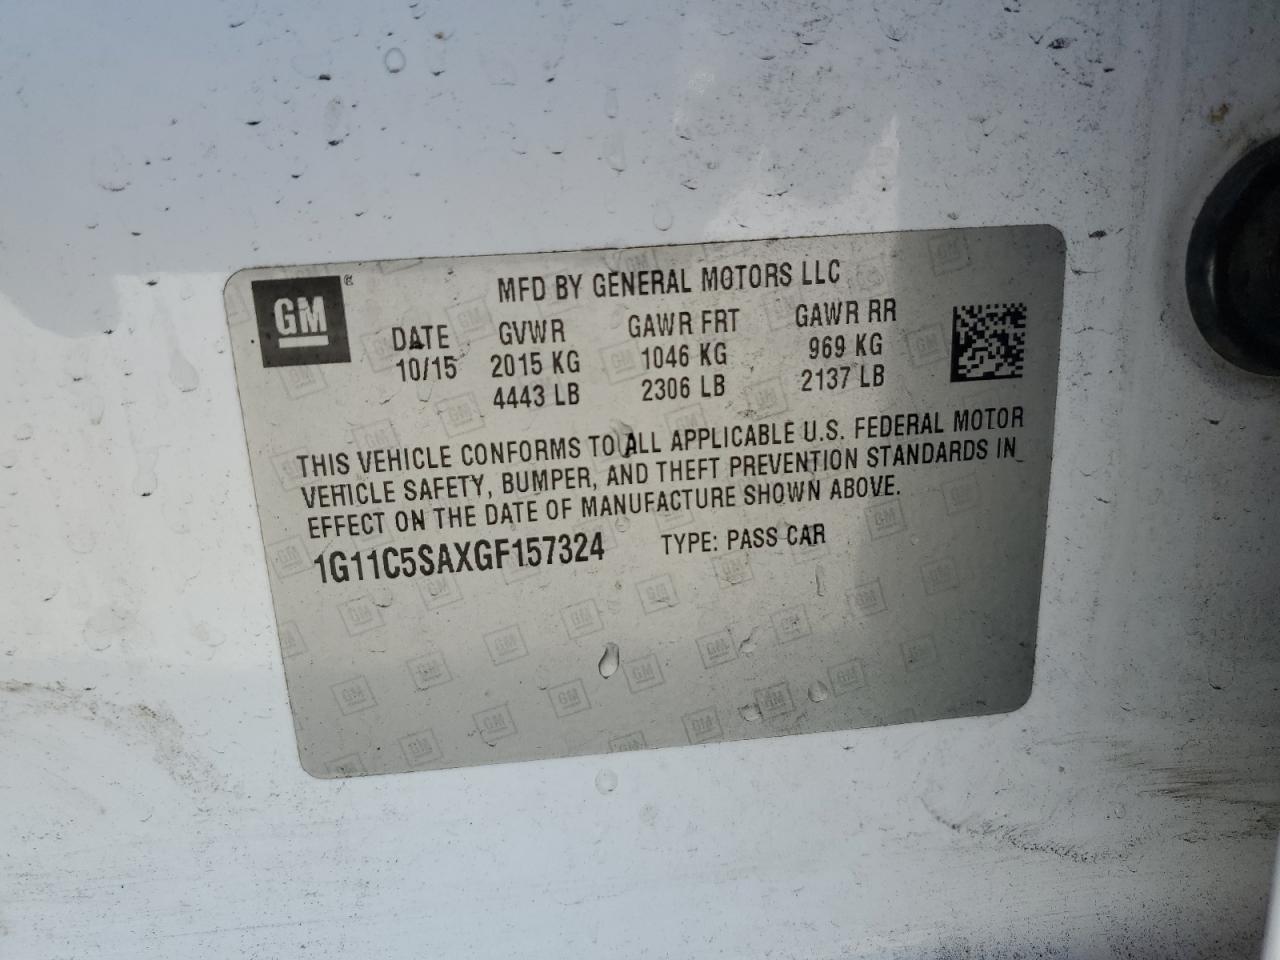 GM ®
MFD BY GENERAL MOTORS LLC
DATE GVWR GAWR FRT GAWR RR
10/15 2015 KG 1046 KG 969 KG
4443 LB 2306 LB 2137 LB
THIS VEHICLE CONFORMS TO ALL APPLICABLE U.S. FEDERAL MOTOR
VEHICLE SAFETY, BUMPER, AND THEFT PREVENTION STANDARDS IN
EFFECT ON THE DATE OF MANUFACTURE SHOWN ABOVE.
1G11C5SAXGF157324 TYPE: PASS CAR